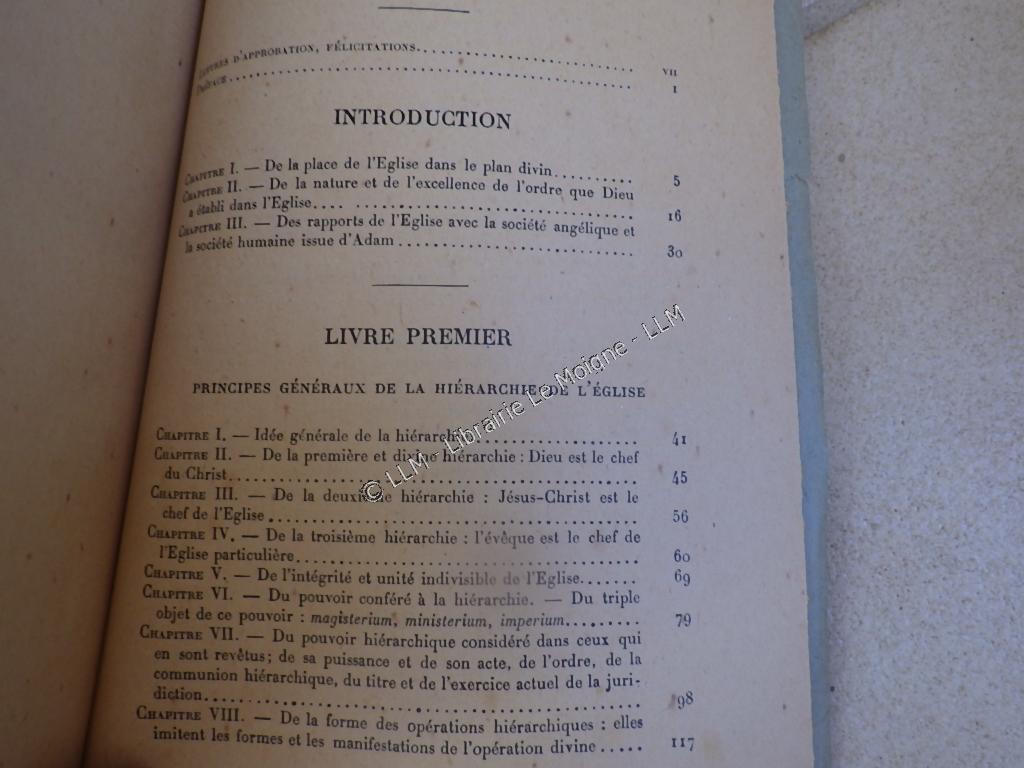 LETTRES D'APPROBATION, FÉLICITATIONS.............................. VII
PRÉFACE.............................. I
INTRODUCTION
CHAPITRE I. — De la place de l'Eglise dans le plan divin.......... 5
CHAPITRE II. — De la nature et de l'excellence de l'ordre que Dieu
a établi dans l'Eglise.... .............................. 16
CHAPITRE III. — Des rapports de l'Eglise avec la société angélique et
la société humaine issue d'Adam.............................. 30
LIVRE PREMIER
PRINCIPES GÉNÉRAUX DE LA HIÉRARCHIE DE L'ÉGLISE
CHAPITRE I. — Idée générale de la hiérarchie.................... 41
CHAPITRE II. — De la première et divine hiérarchie : Dieu est le chef
du Christ.............................. 45
CHAPITRE III. — De la deuxième hiérarchie : Jésus-Christ est le
chef de l'Eglise.............................. 56
CHAPITRE IV. — De la troisième hiérarchie : l'évêque est le chef de
l'Eglise particulière.............................. 60
CHAPITRE V. — De l'intégrité et unité indivisible de l'Eglise....... 69
CHAPITRE VI. — Du pouvoir conféré à la hiérarchie. — Du triple
objet de ce pouvoir : magisterium, ministerium, imperium......... 79
CHAPITRE VII. — Du pouvoir hiérarchique considéré dans ceux qui
en sont revêtus; de sa puissance et de son acte, de l'ordre, de la
communion hiérarchique, du titre et de l'exercice actuel de la juri-
diction.............................. 98
CHAPITRE VIII. — De la forme des opérations hiérarchiques : elles
imitent les formes et les manifestations de l'opération divine..... 117
© LLM - Librairie Le Moigne - LLM